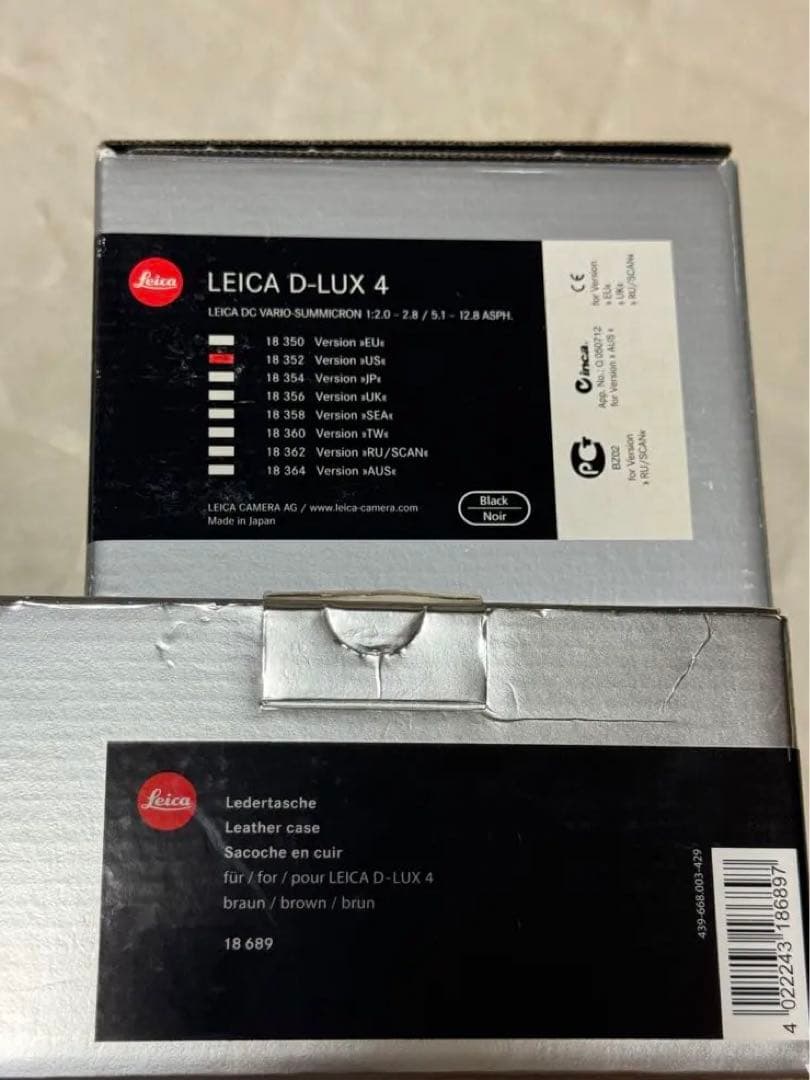 Leica
LEICA D-LUX 4
LEICA DC VARIO-SUMMICRON 1:2.0 - 2.8 / 5.1 - 12.8 ASPH.
18 350 Version »EU«
18 352 Version »US«
18 354 Version »JP«
18 356 Version »UK«
18 358 Version »SEA«
18 360 Version »TW«
18 362 Version »RU/SCAN«
18 364 Version »AUS«
LEICA CAMERA AG / www.leica-camera.com
Made in Japan
Black
Noir
CE
for Version
»EU«
»UK«
»RU/SCAN«
inca.
App. No.: Q 050712
for Version »AUS«
PG
BZ02
for Version
»RU/SCAN«
Leica
Ledertasche
Leather case
Sacoche en cuir
für / for / pour LEICA D-LUX 4
braun / brown / brun
18 689
439-668.003-429
4 022243 186897